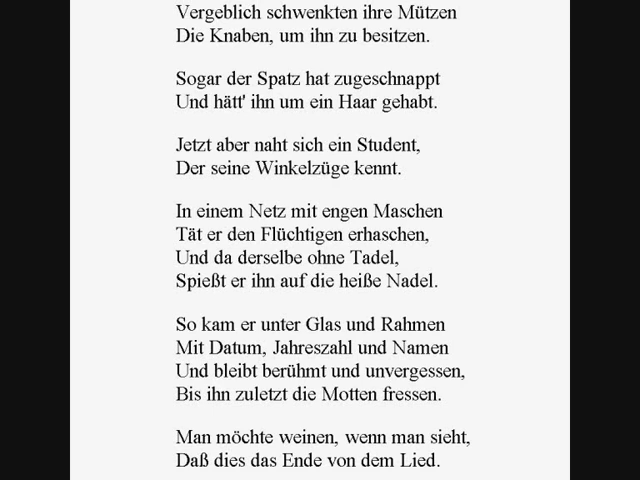 Vergeblich schwenkten ihre Mützen
Die Knaben, um ihn zu besitzen.
Sogar der Spatz hat zugeschnappt
Und hätt' ihn um ein Haar gehabt.
Jetzt aber naht sich ein Student,
Der seine Winkelzüge kennt.
In einem Netz mit engen Maschen
Tät er den Flüchtigen erhaschen,
Und da derselbe ohne Tadel,
Spießt er ihn auf die heiße Nadel.
So kam er unter Glas und Rahmen
Mit Datum, Jahreszahl und Namen
Und bleibt berühmt und unvergessen,
Bis ihn zuletzt die Motten fressen.
Man möchte weinen, wenn man sieht,
Daß dies das Ende von dem Lied.